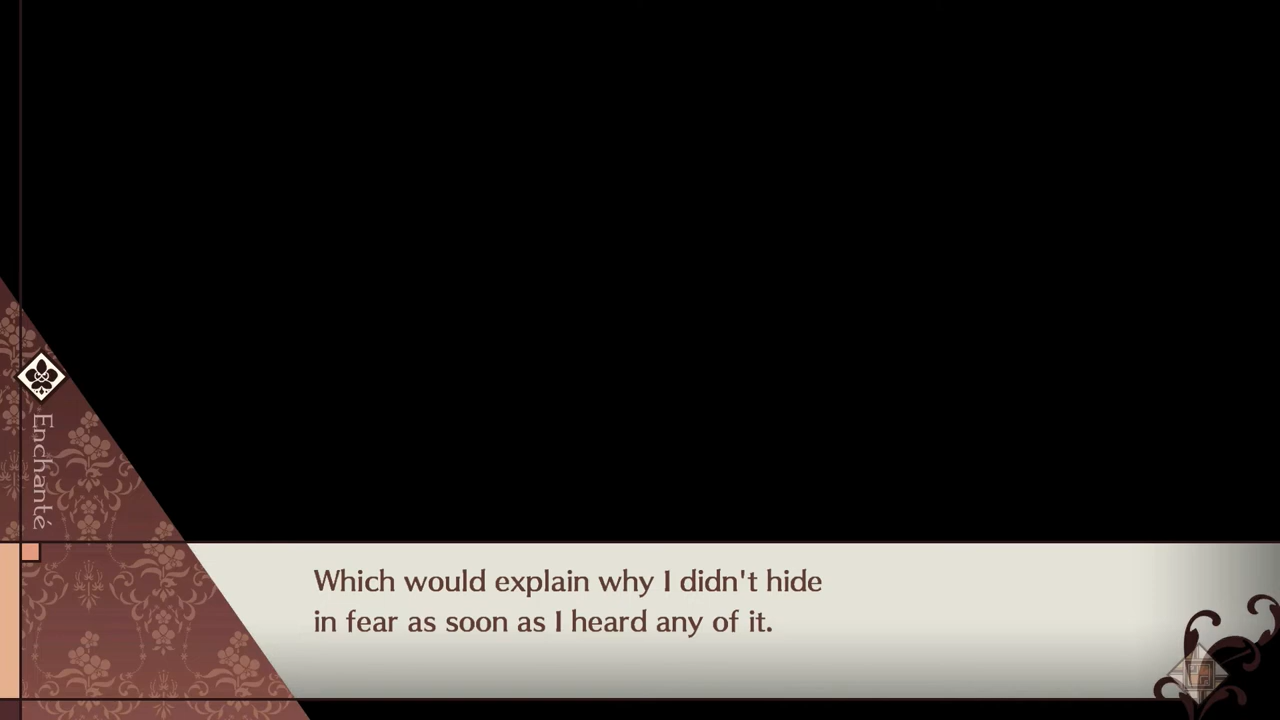 Enchanté
Which would explain why I didn't hide
in fear as soon as I heard any of it.